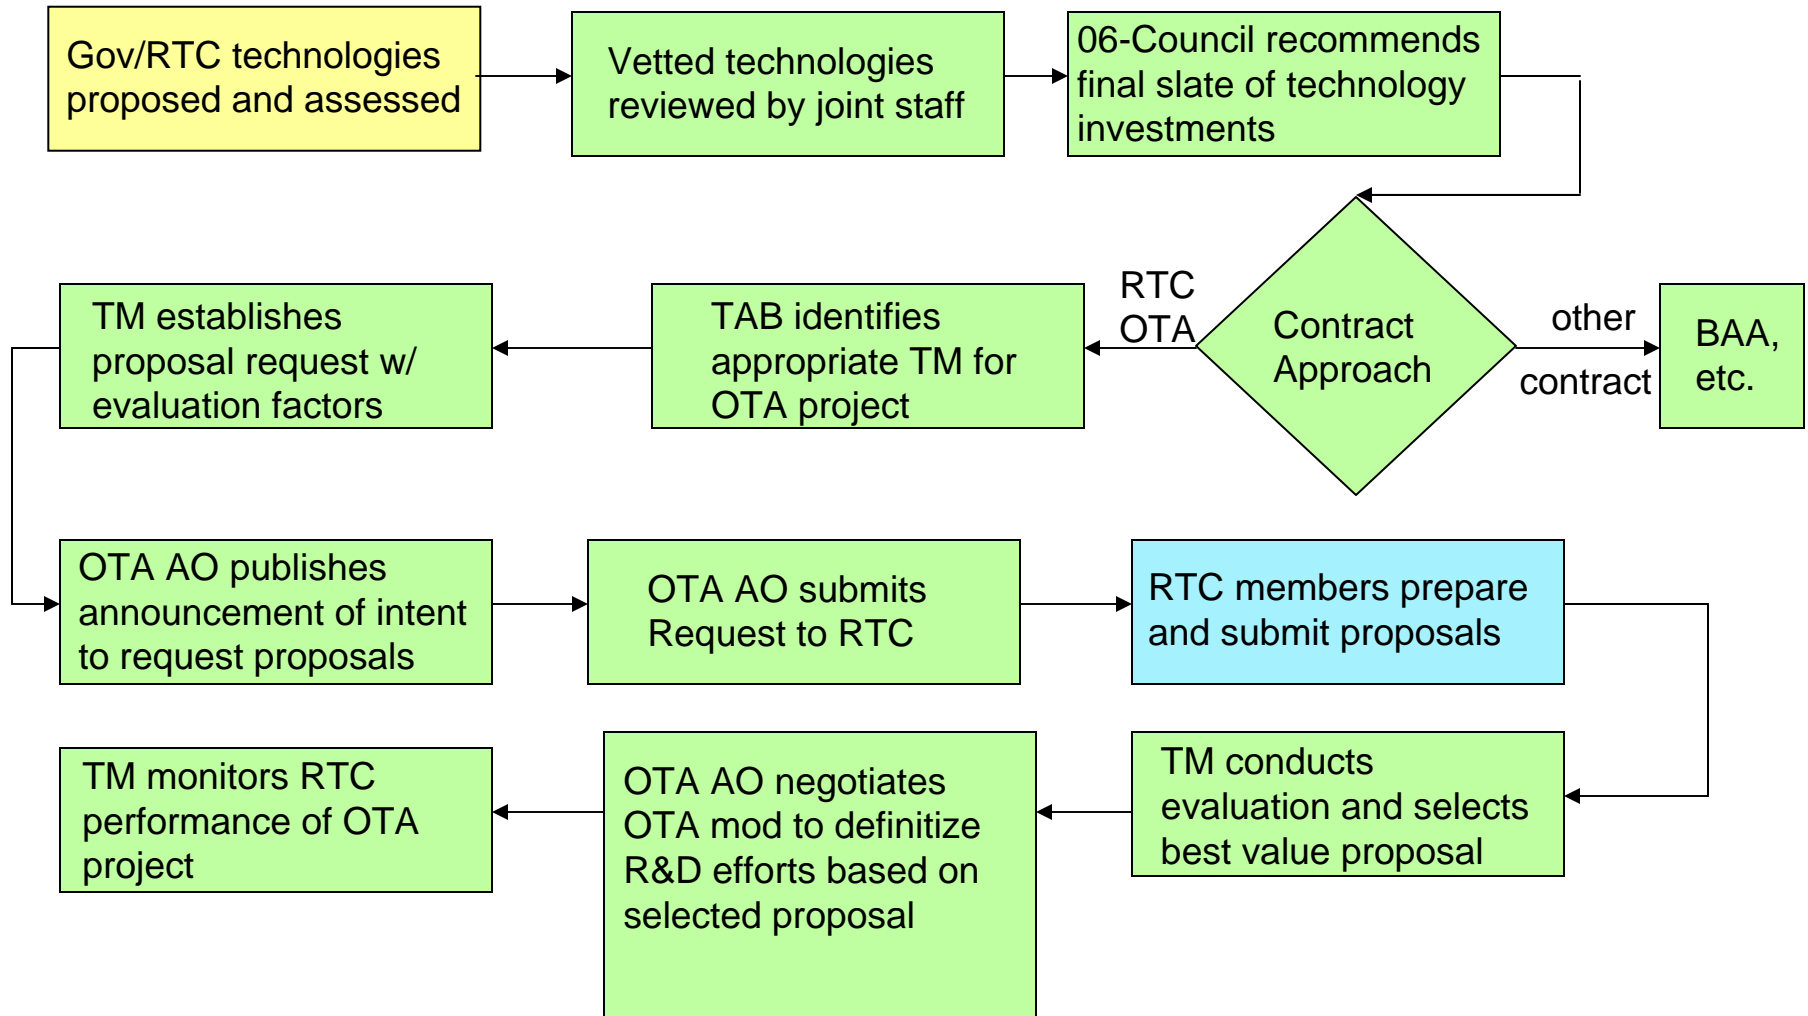 Gov/RTC technologies
proposed and assessed
Vetted technologies
reviewed by joint staff
06-Council recommends
final slate of technology
investments
Contract
Approach
other
contract
BAA,
etc.
RTC
OTA
TAB identifies
appropriate TM for
OTA project
TM establishes
proposal request w/
evaluation factors
OTA AO publishes
announcement of intent
to request proposals
OTA AO submits
Request to RTC
RTC members prepare
and submit proposals
TM conducts
evaluation and selects
best value proposal
OTA AO negotiates
OTA mod to definitize
R&D efforts based on
selected proposal
TM monitors RTC
performance of OTA
project